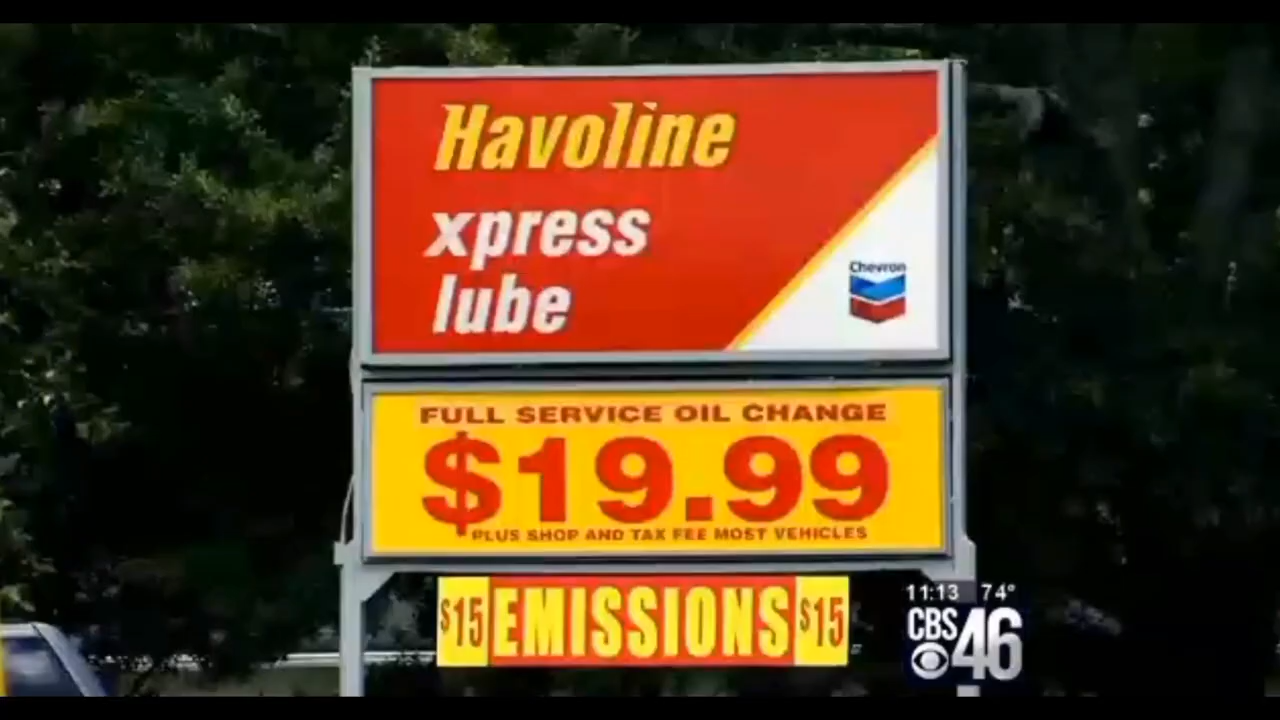 Havoline
xpress
lube
Chevron
FULL SERVICE OIL CHANGE
$19.99
PLUS SHOP AND TAX FEE MOST VEHICLES
$15 EMISSIONS $15
11:13 74°
CBS 46